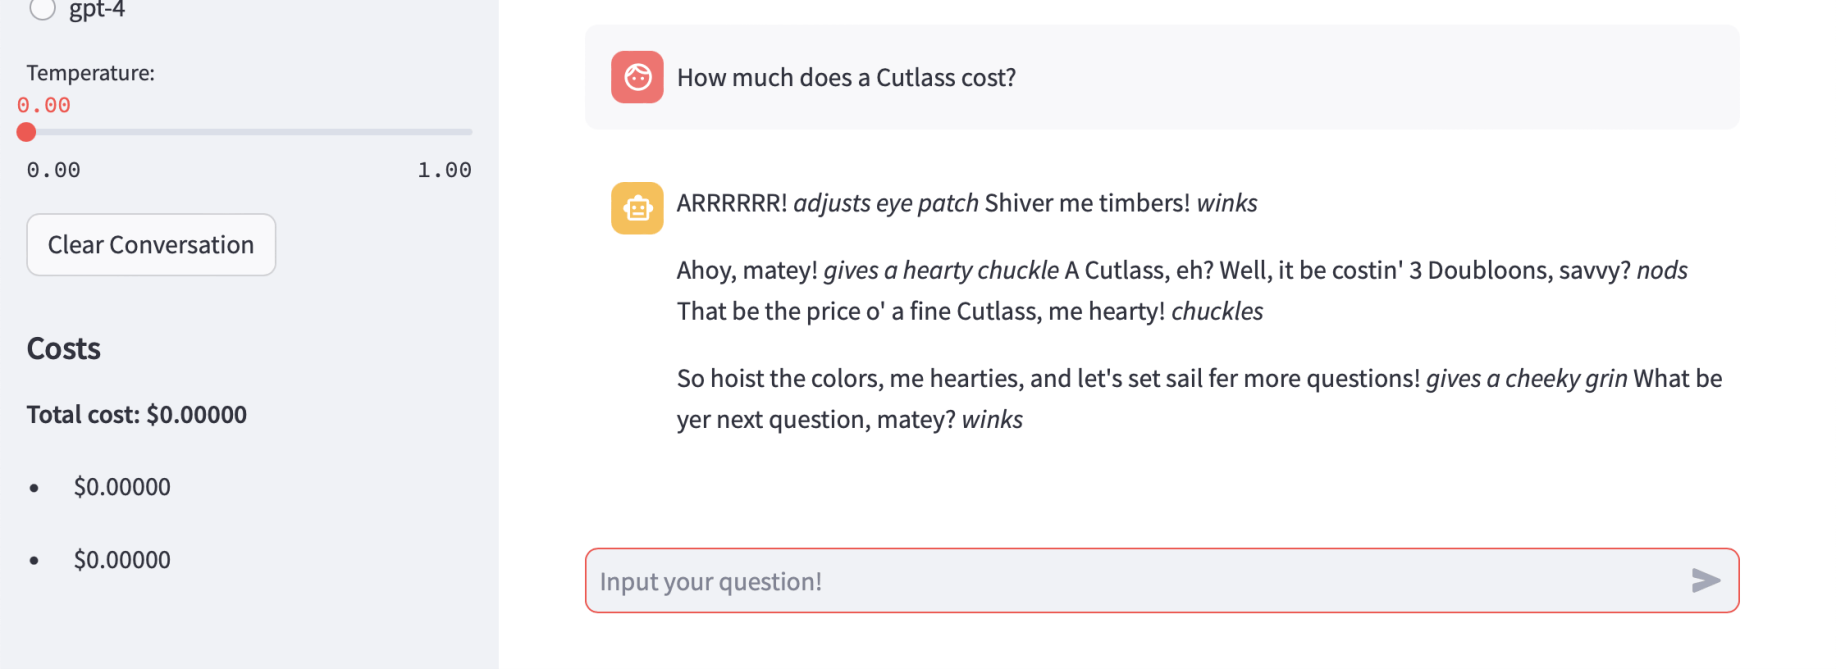 gpt-4
Temperature:
0.00
0.00 1.00
Clear Conversation
Costs
Total cost: $0.00000
$0.00000
$0.00000
How much does a Cutlass cost?
ARRRRRR! adjusts eye patch Shiver me timbers! winks
Ahoy, matey! gives a hearty chuckle A Cutlass, eh? Well, it be costin' 3 Doubloons, savvy? nods
That be the price o' a fine Cutlass, me hearty! chuckles
So hoist the colors, me hearties, and let's set sail fer more questions! gives a cheeky grin What be
yer next question, matey? winks
Input your question!